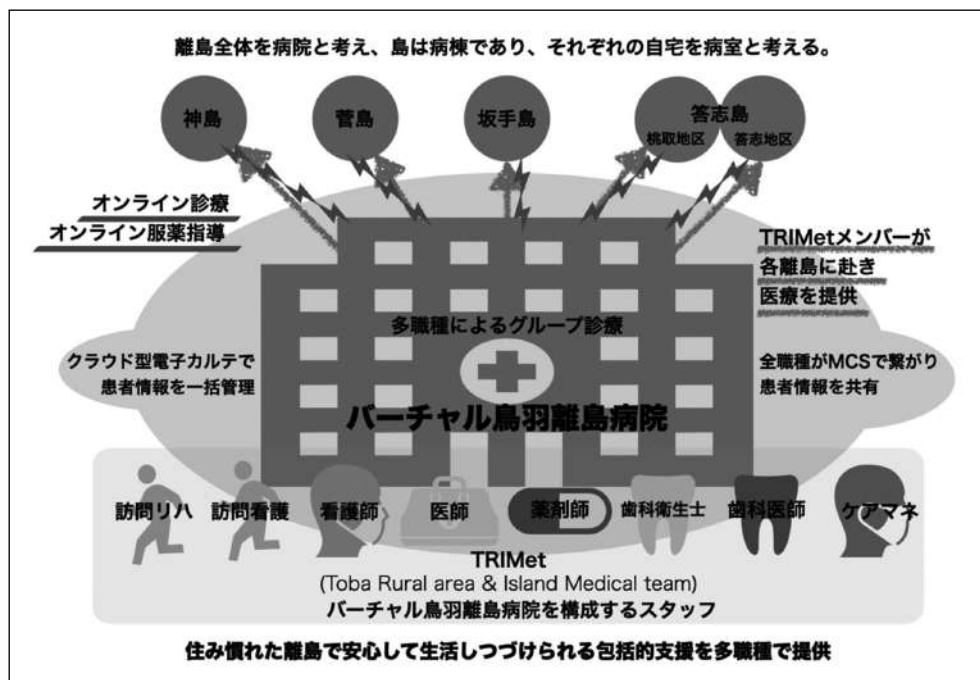 離島全体を病院と考え、島は病棟であり、それぞれの自宅を病室と考える。
神島
菅島
坂手島
答志島
桃取地区
答志地区
オンライン診療
オンライン服薬指導
TRIMetメンバーが
各離島に赴き
医療を提供
多職種によるグループ診療
クラウド型電子カルテで
患者情報を一括管理
全職種がMCSで繋がり
患者情報を共有
バーチャル鳥羽離島病院
訪問リハ
訪問看護
看護師
医師
薬剤師
歯科衛生士
歯科医師
ケアマネ
TRIMet
(Toba Rural area & Island Medical team)
バーチャル鳥羽離島病院を構成するスタッフ
住み慣れた離島で安心して生活しつづけられる包括的支援を多職種で提供